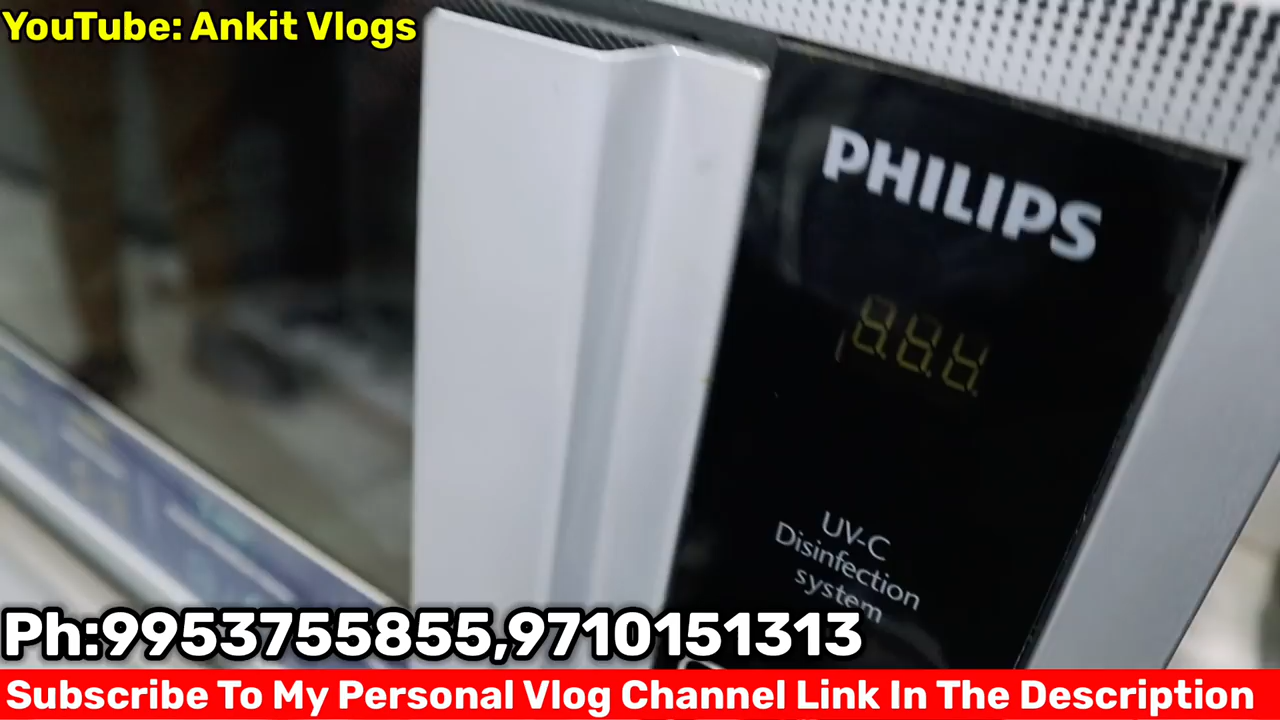 YouTube: Ankit Vlogs
PHILIPS
UV-C
Disinfection
system
Ph:9953755855,9710151313
Subscribe To My Personal Vlog Channel Link In The Description